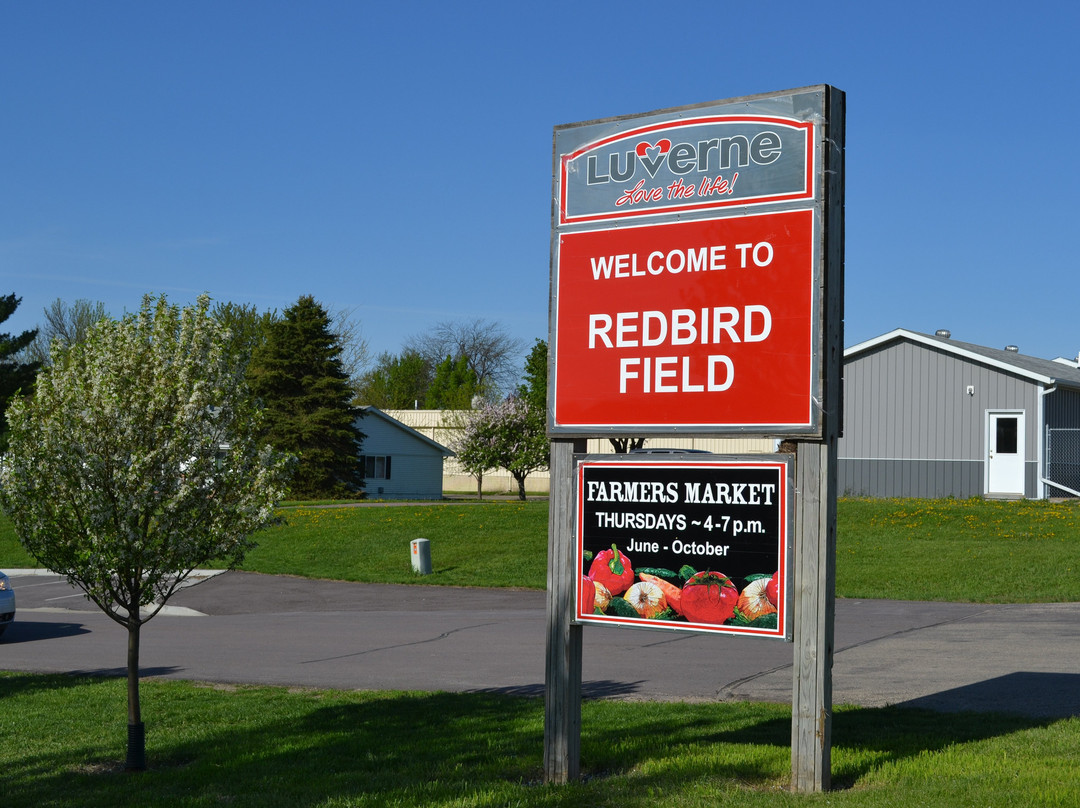 Luverne
Love the life!
WELCOME TO
REDBIRD
FIELD
FARMERS MARKET
THURSDAYS ~ 4-7 p.m.
June - October